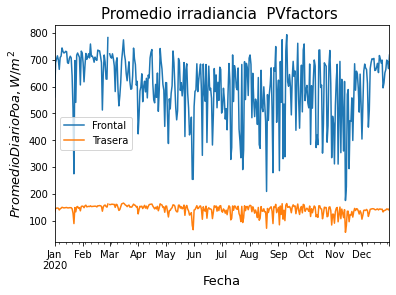 Promedio irradiancia  PVfactors
PromedioDiarioPoa, W/m²
800
700
600
500
400
300
200
100
Frontal
Trasera
Jan Feb Mar Apr May Jun Jul Aug Sep Oct Nov Dec
2020
Fecha